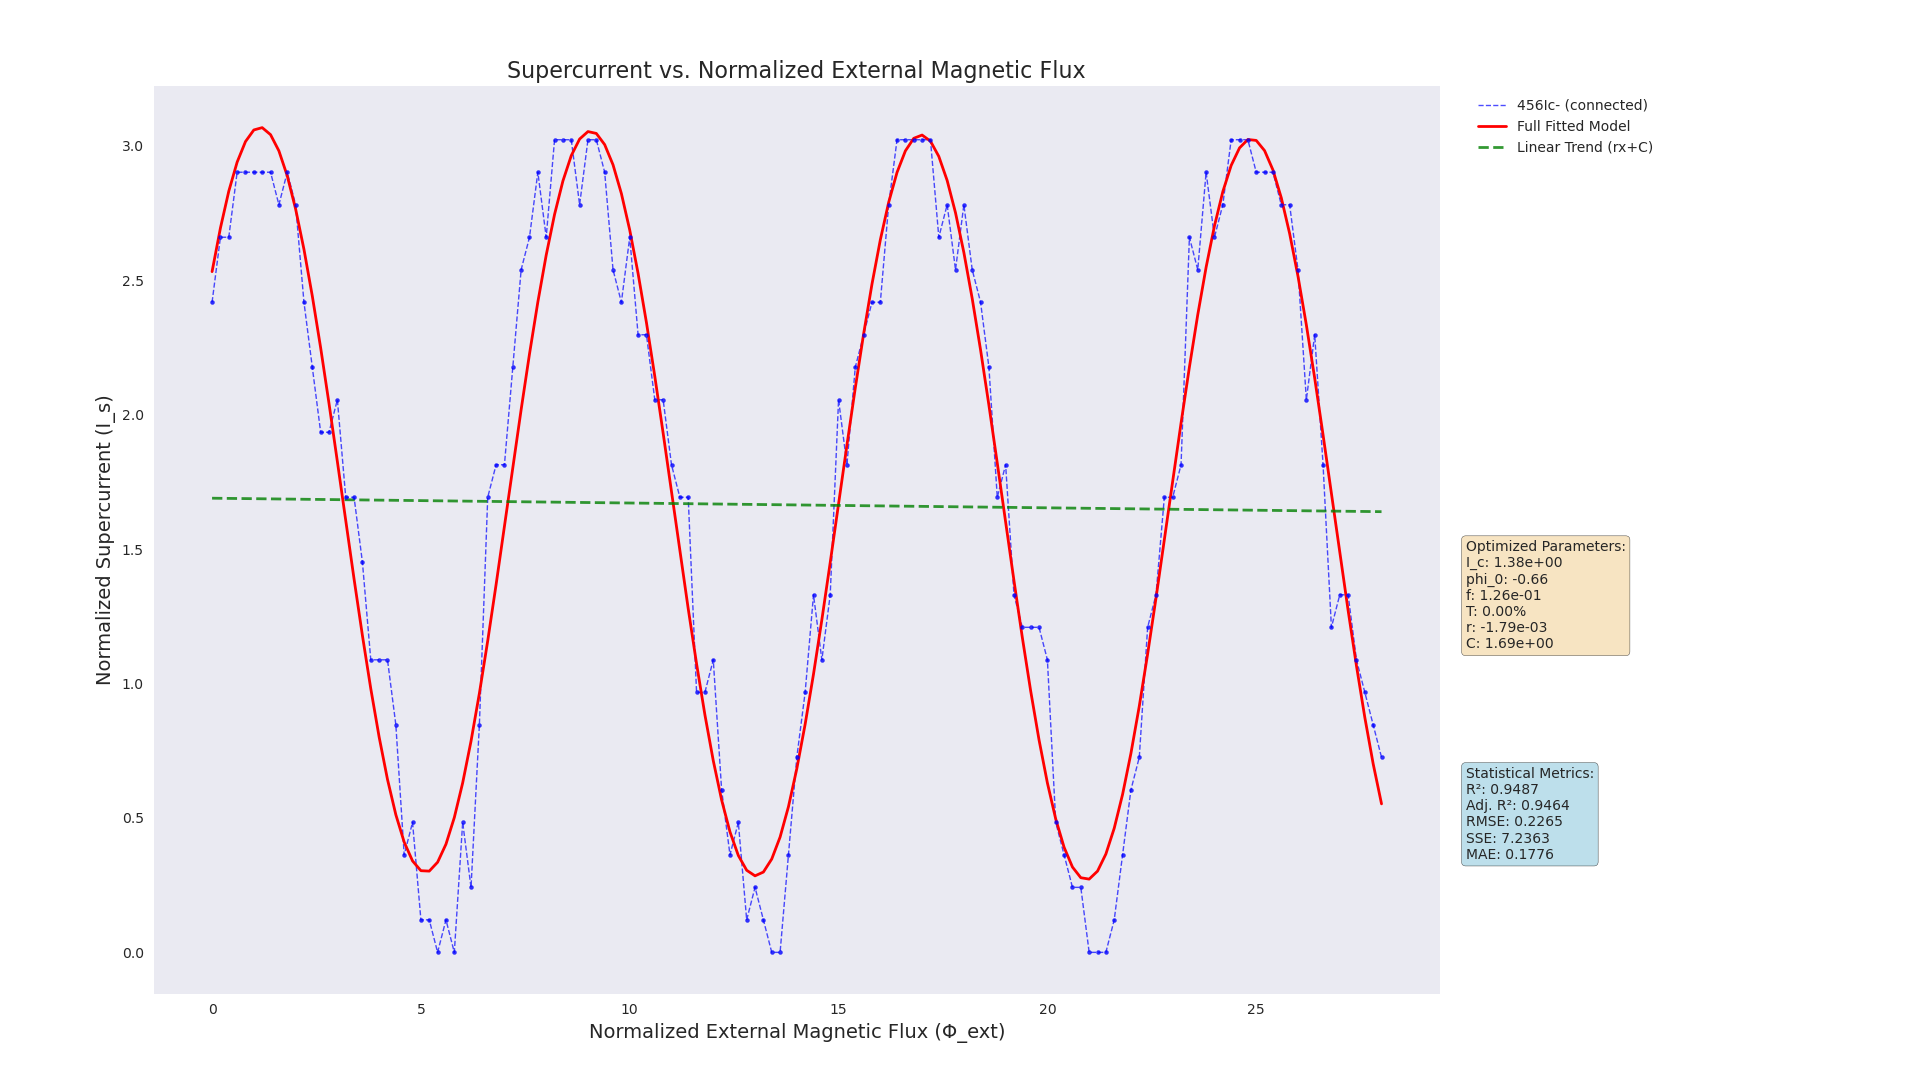 Supercurrent vs. Normalized External Magnetic Flux
Normalized Supercurrent (I_s)
3.0
2.5
2.0
1.5
1.0
0.5
0.0
0 5 10 15 20 25
Normalized External Magnetic Flux (Φ_ext)
456Ic- (connected)
Full Fitted Model
Linear Trend (rx+C)
Optimized Parameters:
I_c: 1.38e+00
phi_0: -0.66
f: 1.26e-01
T: 0.00%
r: -1.79e-03
C: 1.69e+00
Statistical Metrics:
R²: 0.9487
Adj. R²: 0.9464
RMSE: 0.2265
SSE: 7.2363
MAE: 0.1776